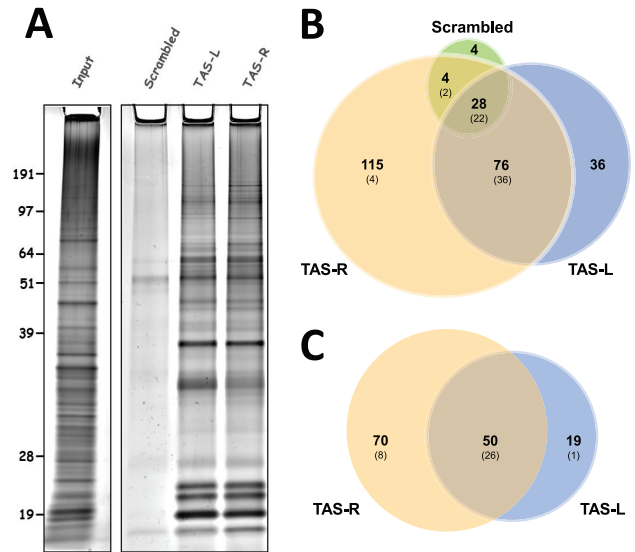 A
Input
Scrambled
TAS-L
TAS-R
191
97
64
51
39
28
19
B
Scrambled
4
4
(2)
28
(22)
115
(4)
76
(36)
36
TAS-R
TAS-L
C
70
(8)
50
(26)
19
(1)
TAS-R
TAS-L